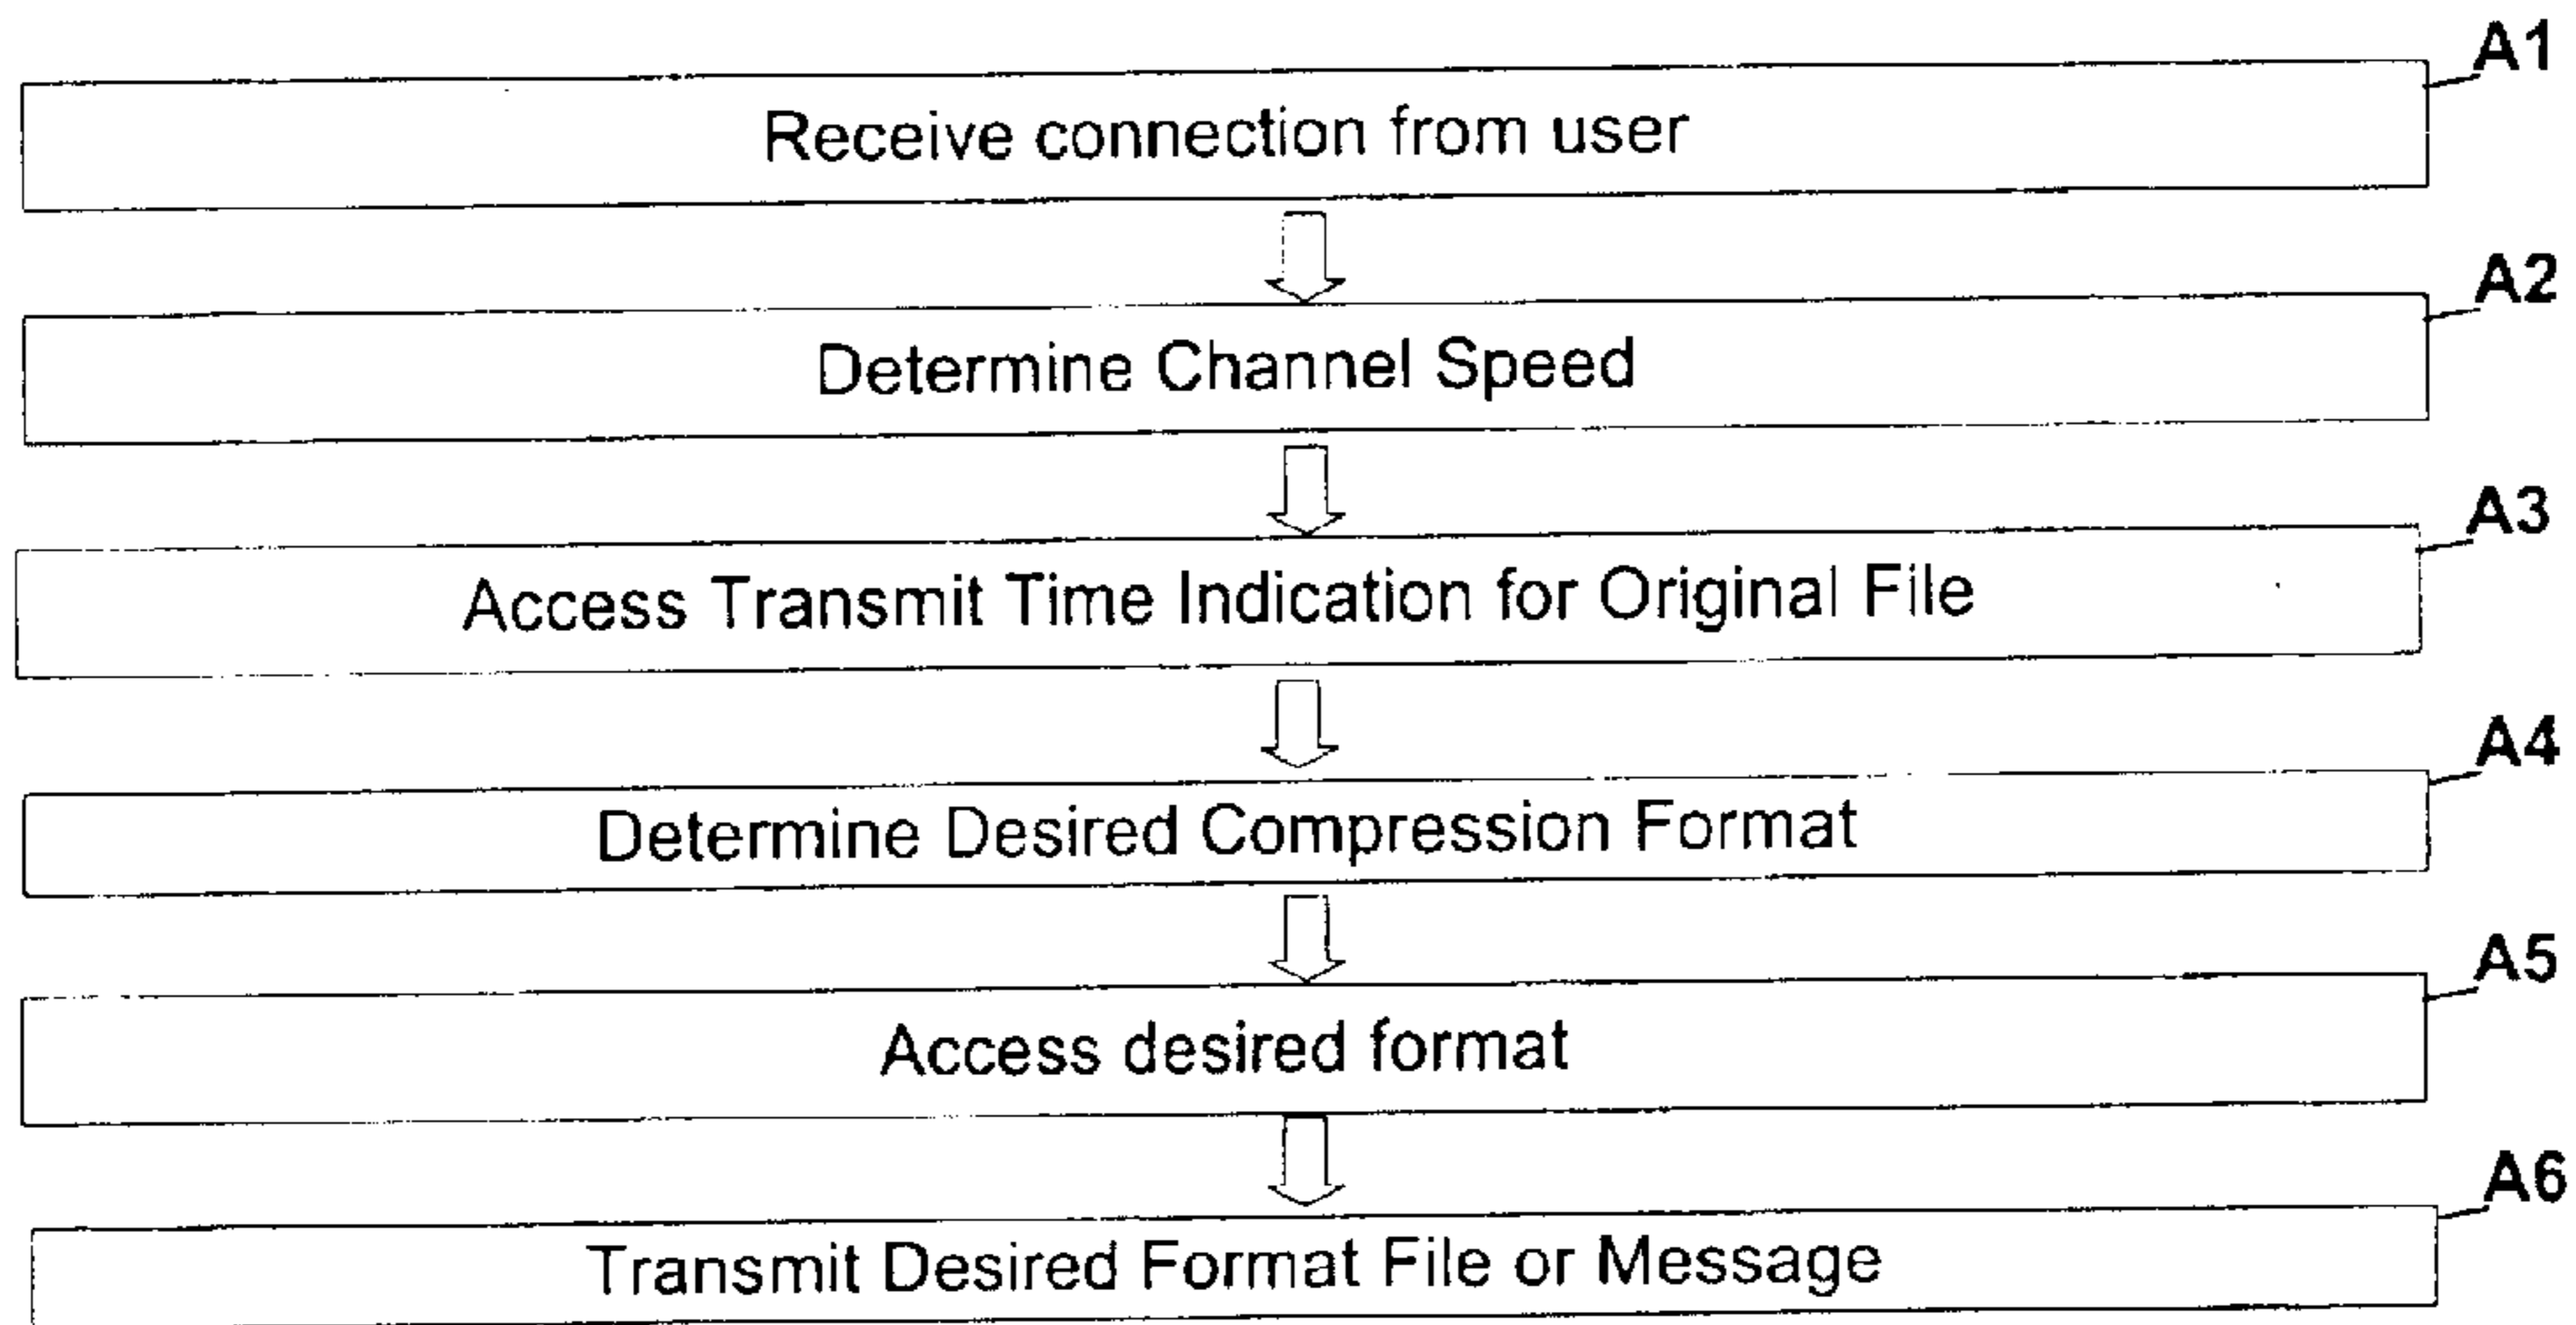 A1
Receive connection from user
A2
Determine Channel Speed
A3
Access Transmit Time Indication for Original File
A4
Determine Desired Compression Format
A5
Access desired format
A6
Transmit Desired Format File or Message